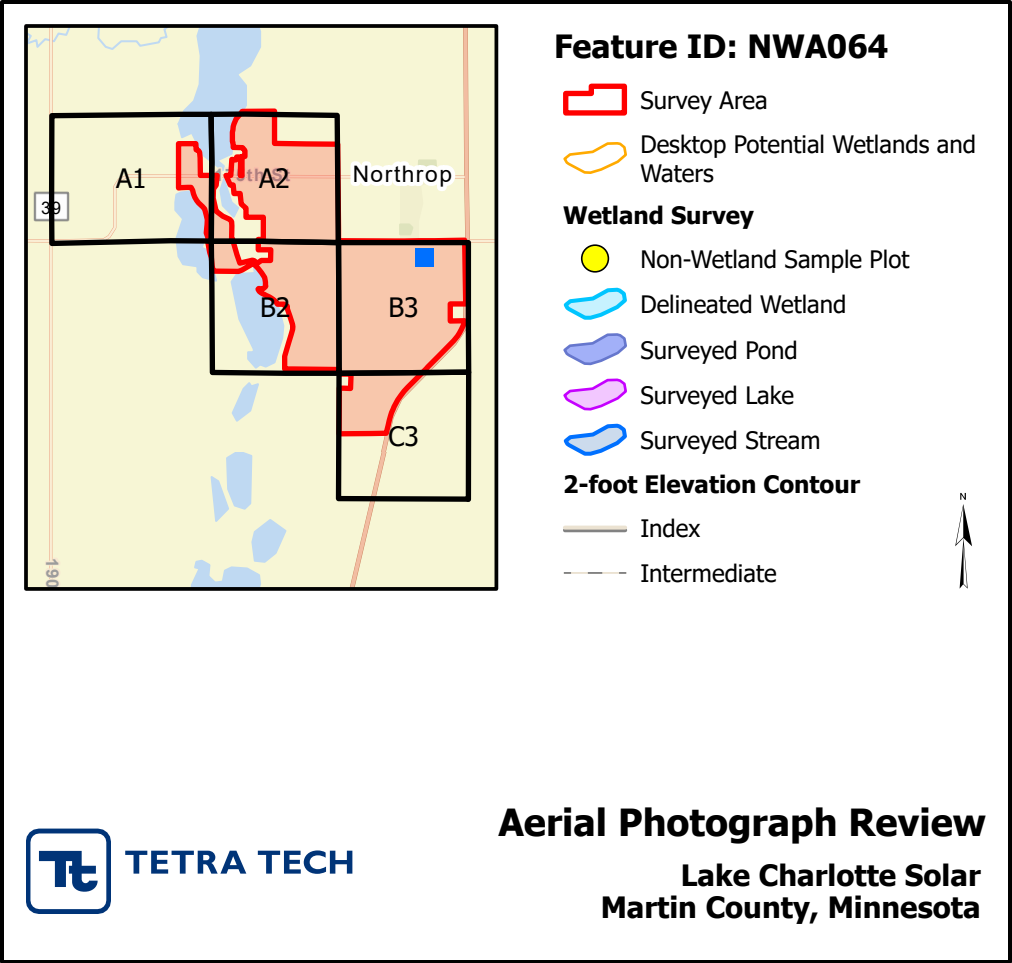 Feature ID: NWA064
Survey Area
Desktop Potential Wetlands and
Waters
Wetland Survey
Non-Wetland Sample Plot
Delineated Wetland
Surveyed Pond
Surveyed Lake
Surveyed Stream
2-foot Elevation Contour
Index
Intermediate
N
A1
A2
Northrop
39
B2
B3
C3
190
Aerial Photograph Review
Tt TETRA TECH
Lake Charlotte Solar
Martin County, Minnesota